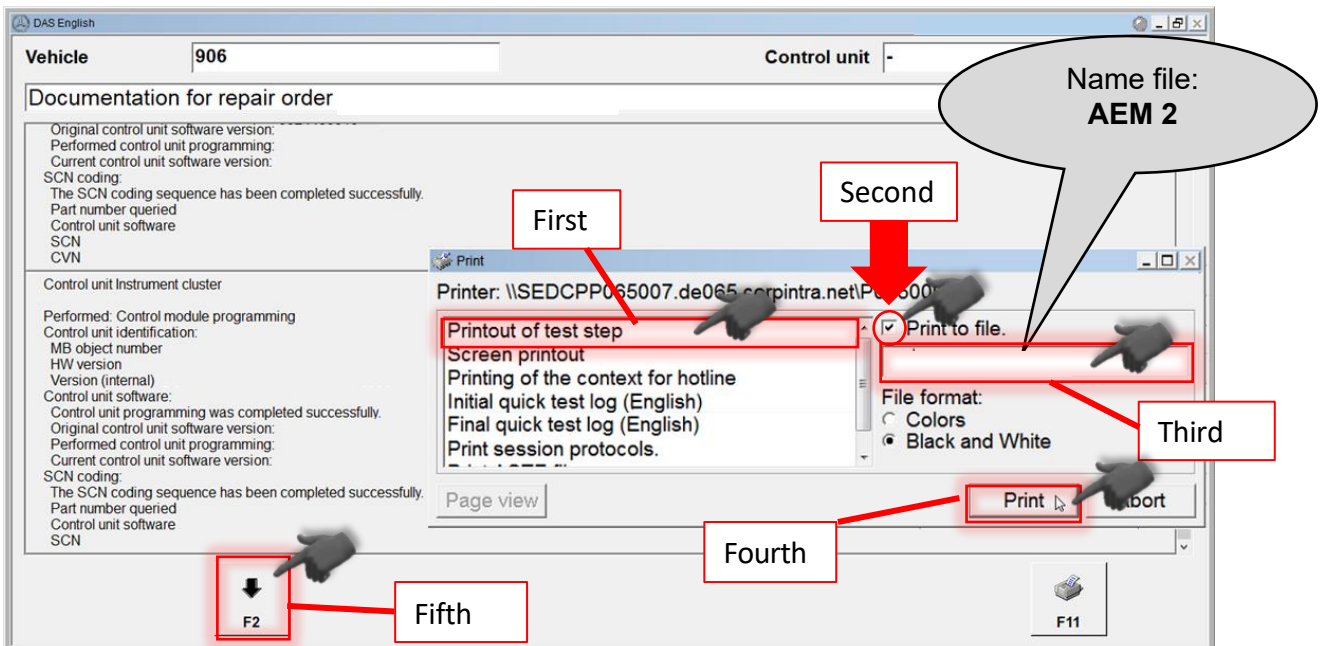 DAS English
Vehicle 906 Control unit -
Name file:
AEM 2
Documentation for repair order
Original control unit software version:
Performed control unit programming:
Current control unit software version:
SCN coding:
The SCN coding sequence has been completed successfully.
Part number queried
Control unit software
SCN
CVN
First
Second
Control unit Instrument cluster
Performed: Control module programming
Control unit identification:
MB object number
HW version
Version (internal)
Control unit software:
Control unit programming was completed successfully.
Original control unit software version:
Performed control unit programming:
Current control unit software version:
SCN coding:
The SCN coding sequence has been completed successfully.
Part number queried
Control unit software
SCN
Print
Printer:
Printout of test step
Screen printout
Printing of the context for hotline
Initial quick test log (English)
Final quick test log (English)
Print session protocols.
Print to file.
File format:
Colors
Black and White
Third
Page view
Print
Fourth
F2
Fifth
F11